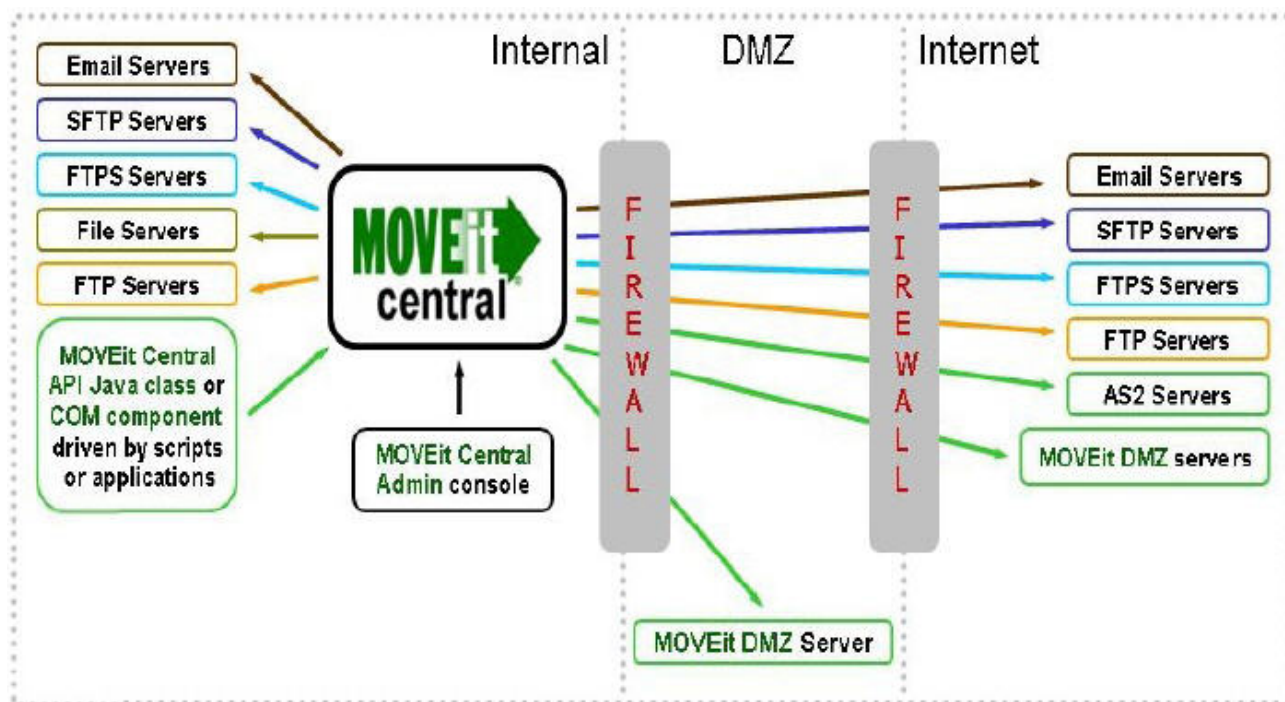 Internal
DMZ
Internet
Email Servers
SFTP Servers
FTPS Servers
File Servers
FTP Servers
MOVEit Central
API Java class or
COM component
driven by scripts
or applications
MOVEit
central
MOVEit Central
Admin console
FIREWALL
FIREWALL
Email Servers
SFTP Servers
FTPS Servers
FTP Servers
AS2 Servers
MOVEit DMZ servers
MOVEit DMZ Server